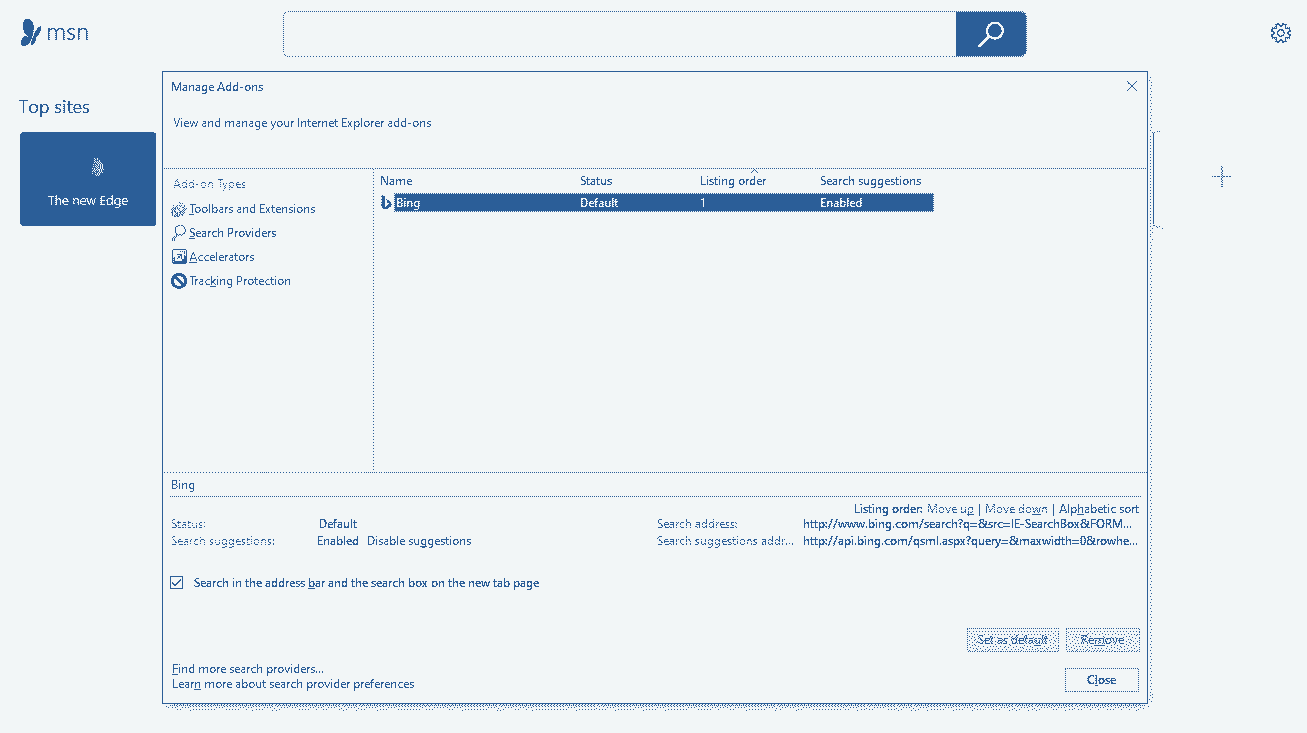 msn
Top sites
The new Edge
Manage Add-ons
View and manage your Internet Explorer add-ons
Add-on Types
Toolbars and Extensions
Search Providers
Accelerators
Tracking Protection
Name Status Listing order Search suggestions
Bing Default 1 Enabled
Bing
Listing order: Move up | Move down | Alphabetic sort
Status: Default Search address: http://www.bing.com/search?q=&src=IE-SearchBox&FORM...
Search suggestions: Enabled Disable suggestions Search suggestions addr... http://api.bing.com/qsml.aspx?query=&maxwidth=0&rowhe...
Search in the address bar and the search box on the new tab page
Set as default Remove
Find more search providers...
Learn more about search provider preferences
Close